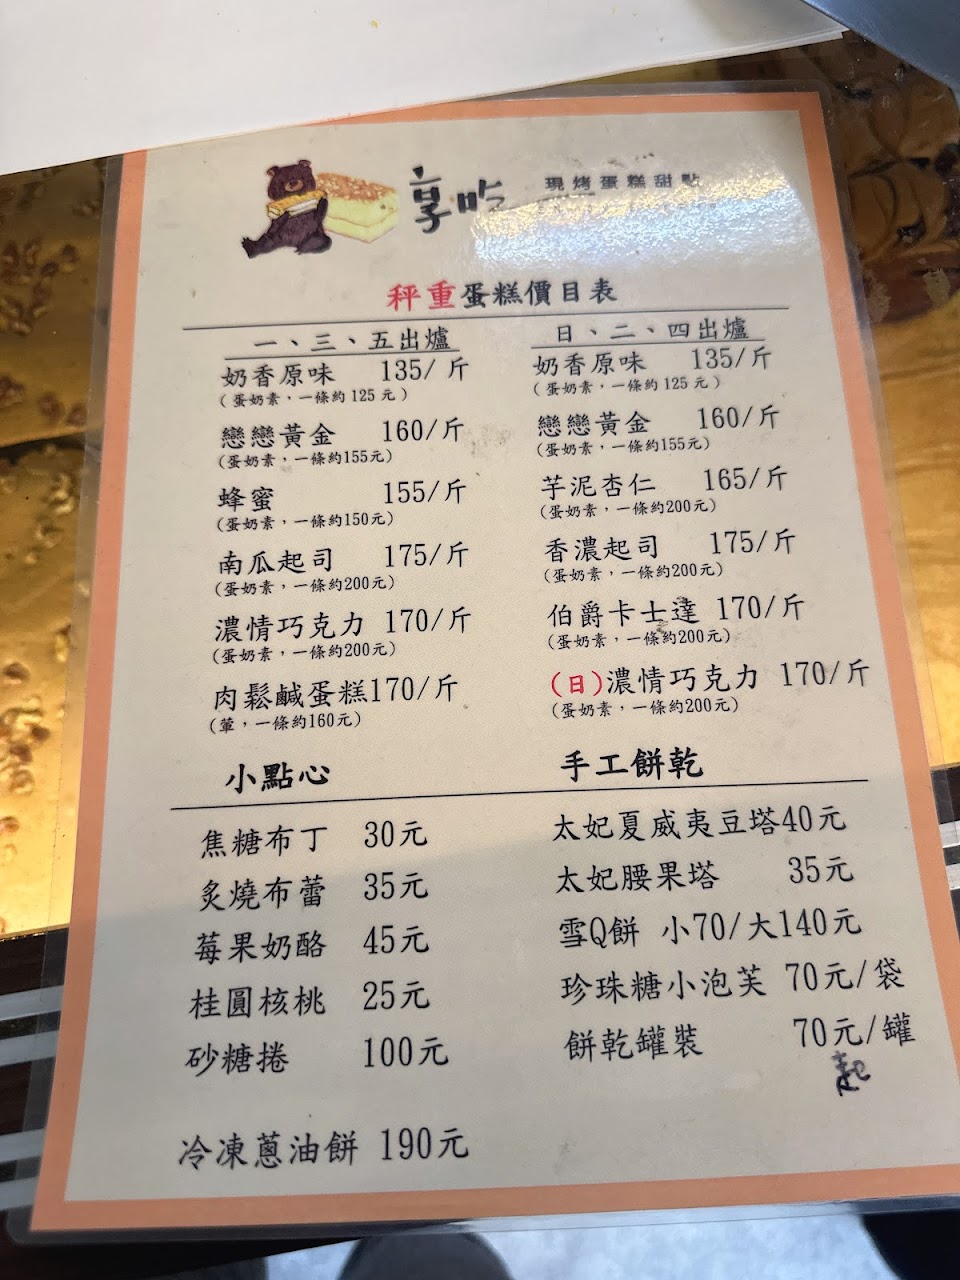 享吃 現烤蛋糕甜點
秤重蛋糕價目表
一、三、五出爐
奶香原味 135/斤
(蛋奶素，一條約125元)
戀戀黃金 160/斤
(蛋奶素，一條約155元)
蜂蜜 155/斤
(蛋奶素，一條約150元)
南瓜起司 175/斤
(蛋奶素，一條約200元)
濃情巧克力 170/斤
(蛋奶素，一條約200元)
肉鬆鹹蛋糕170/斤
(葷，一條約160元)
日、二、四出爐
奶香原味 135/斤
(蛋奶素，一條約125元)
戀戀黃金 160/斤
(蛋奶素，一條約155元)
芋泥杏仁 165/斤
(蛋奶素，一條約200元)
香濃起司 175/斤
(蛋奶素，一條約200元)
伯爵卡士達 170/斤
(蛋奶素，一條約200元)
(日)濃情巧克力 170/斤
(蛋奶素，一條約200元)
小點心
焦糖布丁 30元
炙燒布蕾 35元
莓果奶酪 45元
桂圓核桃 25元
砂糖捲 100元
冷凍蔥油餅 190元
手工餅乾
太妃夏威夷豆塔40元
太妃腰果塔 35元
雪Q餅 小70/大140元
珍珠糖小泡芙 70元/袋
餅乾罐裝 70元/罐
起